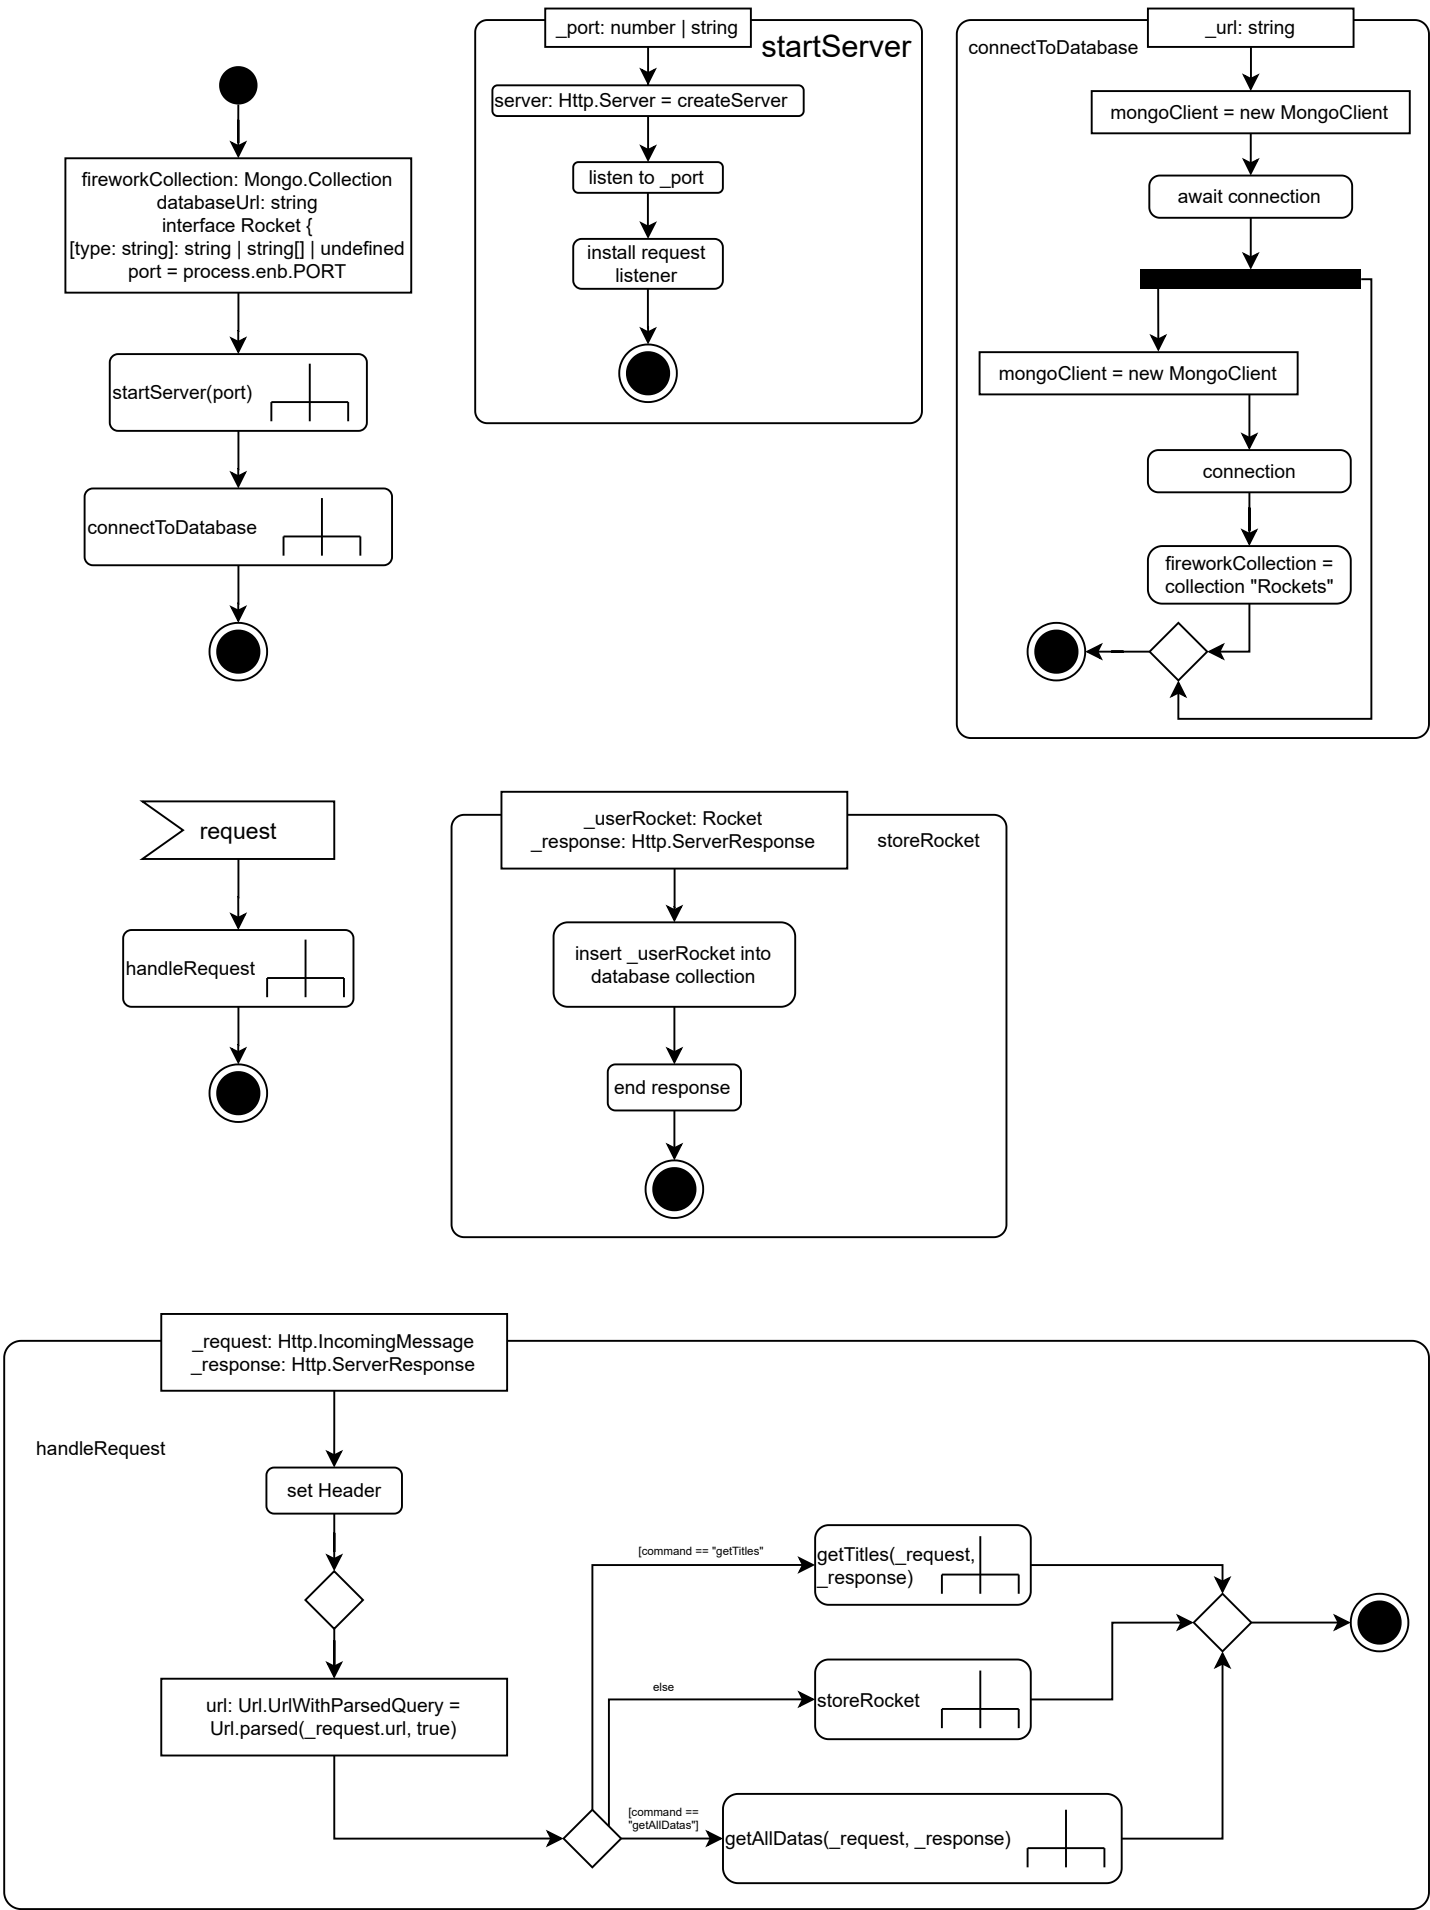 fireworkCollection: Mongo.Collection
databaseUrl: string
interface Rocket {
[type: string]: string | string[] | undefined
port = process.enb.PORT
startServer(port)
connectToDatabase
_port: number | string
startServer
server: Http.Server = createServer
listen to _port
install request
listener
_url: string
connectToDatabase
mongoClient = new MongoClient
await connection
mongoClient = new MongoClient
connection
fireworkCollection =
collection "Rockets"
request
handleRequest
_userRocket: Rocket
_response: Http.ServerResponse
storeRocket
insert _userRocket into
database collection
end response
_request: Http.IncomingMessage
_response: Http.ServerResponse
handleRequest
set Header
url: Url.UrlWithParsedQuery =
Url.parsed(_request.url, true)
[command == "getTitles"
getTitles(_request,
_response)
else
storeRocket
[command ==
"getAllDatas"]
getAllDatas(_request, _response)